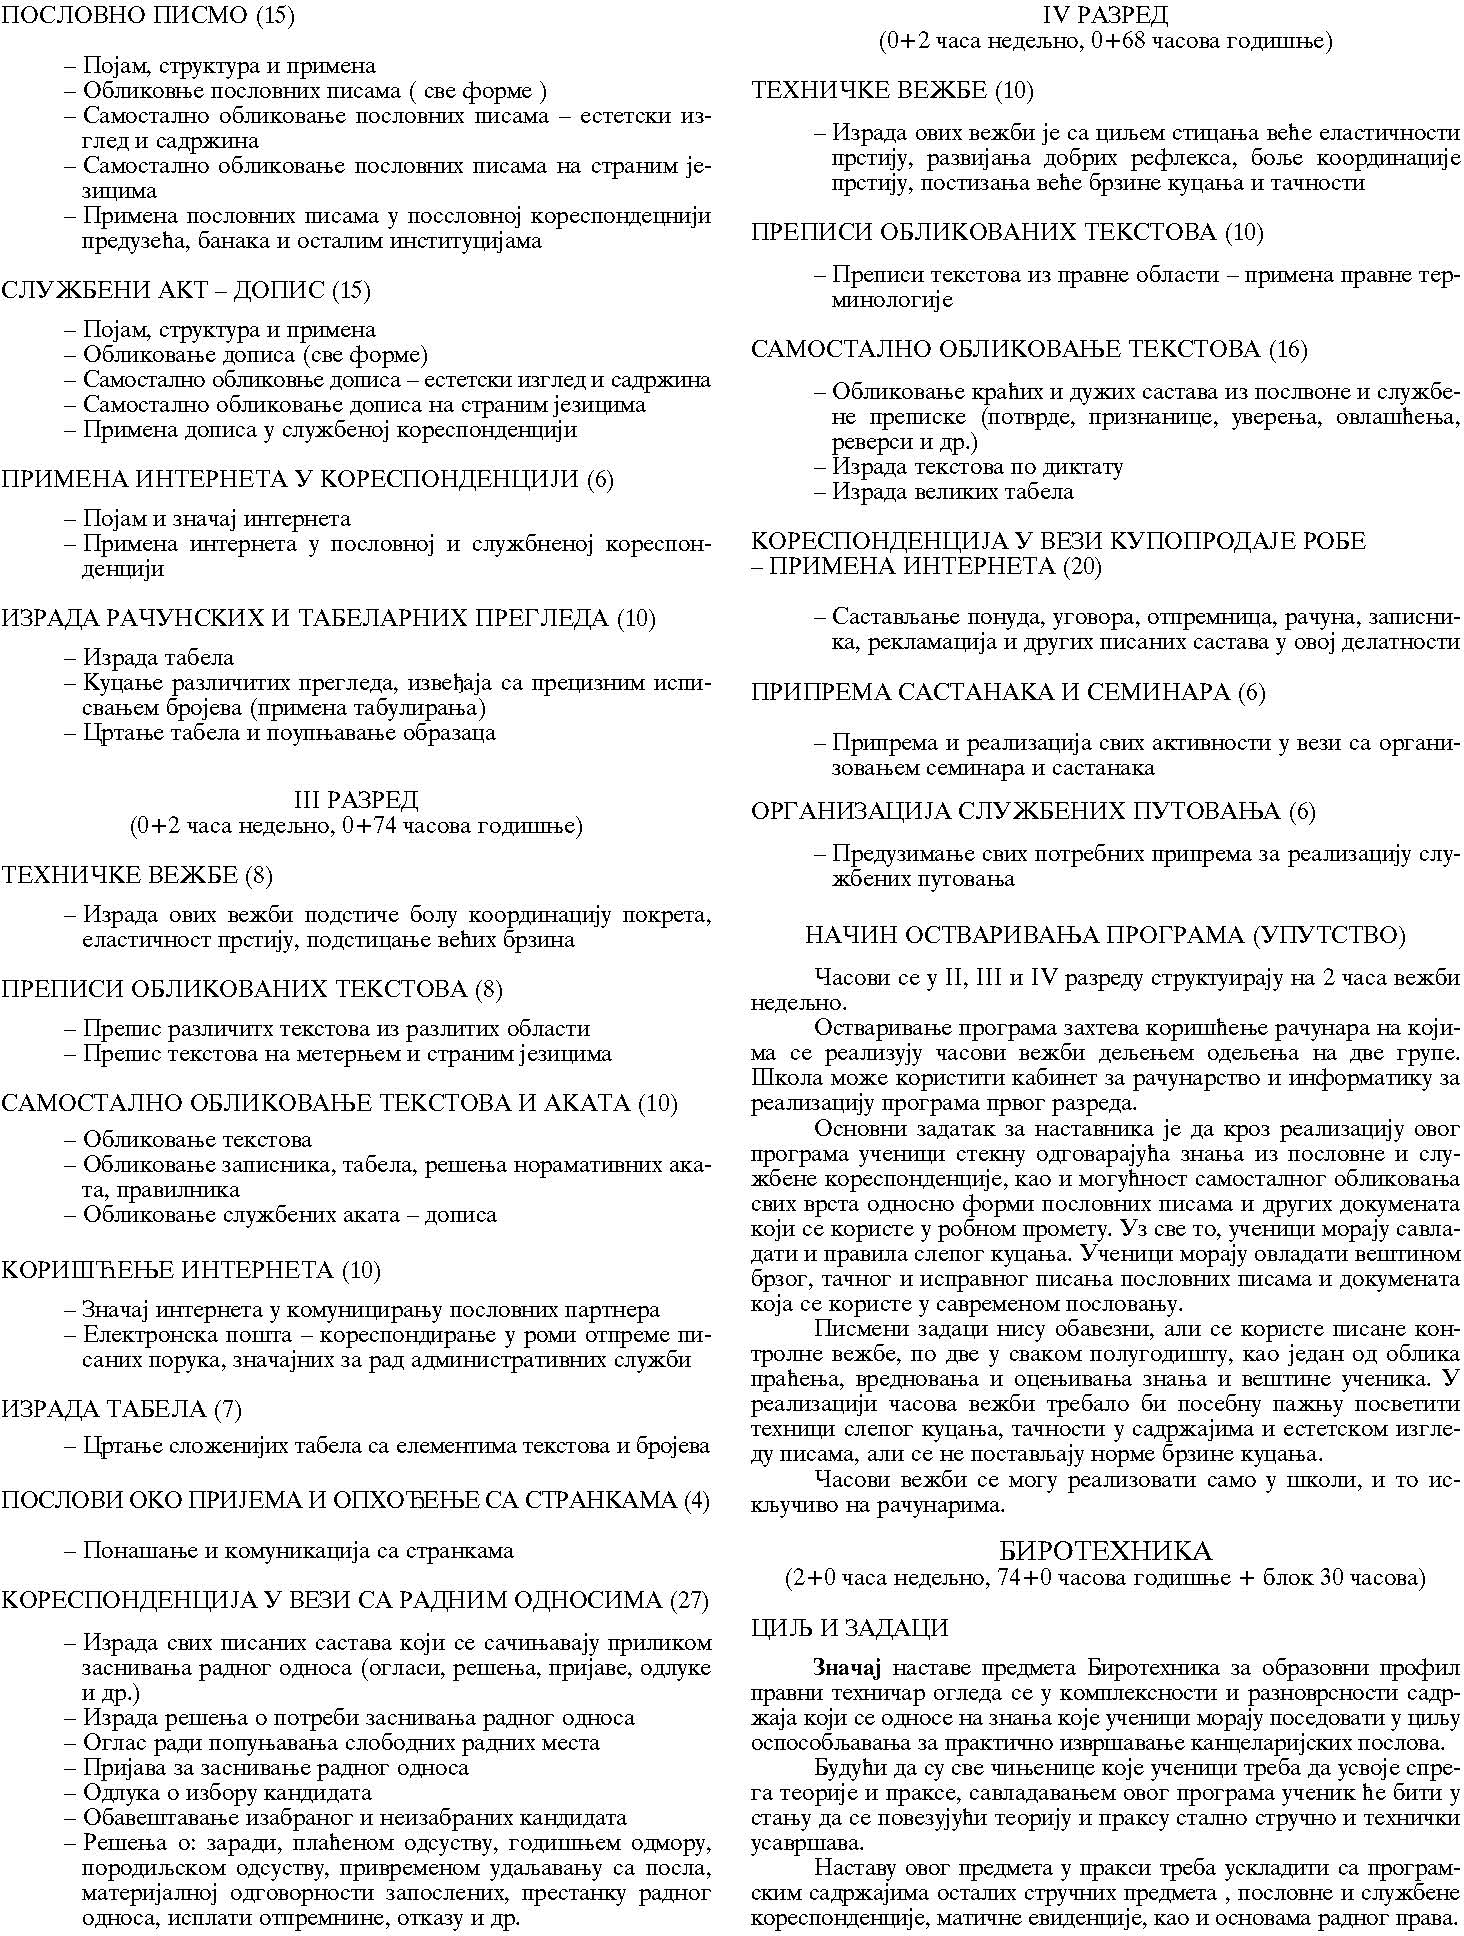 ПОСЛОВНО ПИСМО (15)
– Појам, структура и примена
– Обликовње пословних писама ( све форме )
– Самостално обликовање пословних писама – естетски из-
глед и садржина
– Самостално обликовање пословних писама на страним је-
зицима
– Примена пословних писама у поссловној кореспондецнији
предузећа, банака и осталим институцијама
СЛУЖБЕНИ АКТ – ДОПИС (15)
– Појам, структура и примена
– Обликовање дописа (све форме)
– Самостално обликовње дописа – естетски изглед и садржина
– Самостално обликовање дописа на страним језицима
– Примена дописа у службеној кореспонденцији
ПРИМЕНА ИНТЕРНЕТА У КОРЕСПОНДЕНЦИЈИ (6)
– Појам и значај интернета
– Примена интернета у пословној и службненој кореспон-
денцији
ИЗРАДА РАЧУНСКИХ И ТАБЕЛАРНИХ ПРЕГЛЕДА (10)
– Израда табела
– Куцање различитих прегледа, извеђаја са прецизним испи-
свањем бројева (примена табулирања)
– Цртање табела и поупњавање образаца
III РАЗРЕД
(0+2 часа недељно, 0+74 часова годишње)
ТЕХНИЧКЕ ВЕЖБЕ (8)
– Израда ових вежби подстиче болу координацију покрета,
еластичност прстију, подстицање већих брзина
ПРЕПИСИ ОБЛИКОВАНИХ ТЕКСТОВА (8)
– Препис различитх текстова из разлитих области
– Препис текстова на метерњем и страним језицима
САМОСТАЛНО ОБЛИКОВАЊЕ ТЕКСТОВА И АКАТА (10)
– Обликовање текстова
– Обликовање записника, табела, решења норамативних ака-
та, правилника
– Обликовање службених аката – дописа
КОРИШЋЕЊЕ ИНТЕРНЕТА (10)
– Значај интернета у комуницирању пословних партнера
– Електронска пошта – кореспондирање у роми отпреме пи-
саних порука, значајних за рад административних служби
ИЗРАДА ТАБЕЛА (7)
– Цртање сложенијих табела са елементима текстова и бројева
ПОСЛОВИ ОКО ПРИЈЕМА И ОПХОЂЕЊЕ СА СТРАНКАМА (4)
– Понашање и комуникација са странкама
КОРЕСПОНДЕНЦИЈА У ВЕЗИ СА РАДНИМ ОДНОСИМА (27)
– Израда свих писаних састава који се сачињавају приликом
заснивања радног односа (огласи, решења, пријаве, одлуке
и др.)
– Израда решења о потреби заснивања радног односа
– Оглас ради попуњавања слободних радних места
– Пријава за заснивање радног односа
– Одлука о избору кандидата
– Обавештавање изабраног и неизабраних кандидата
– Решења о: заради, плаћеном одсуству, годишњем одмору,
породиљском одсуству, привременом удаљавању са посла,
материјалној одговорности запослених, престанку радног
односа, исплати отпремнине, отказу и др.
IV РАЗРЕД
(0+2 часа недељно, 0+68 часова годишње)
ТЕХНИЧКЕ ВЕЖБЕ (10)
– Израда ових вежби је са циљем стицања веће еластичности
прстију, развијања добрих рефлекса, боље координације
прстију, постизања веће брзине куцања и тачности
ПРЕПИСИ ОБЛИКОВАНИХ ТЕКСТОВА (10)
– Преписи текстова из правне области – примена правне тер-
минологије
САМОСТАЛНО ОБЛИКОВАЊЕ ТЕКСТОВА (16)
– Обликовање краћих и дужих састава из послвоне и службе-
не преписке (потврде, признанице, уверења, овлашћења,
реверси и др.)
– Израда текстова по диктату
– Израда великих табела
КОРЕСПОНДЕНЦИЈА У ВЕЗИ КУПОПРОДАЈЕ РОБЕ
– ПРИМЕНА ИНТЕРНЕТА (20)
– Састављање понуда, уговора, отпремница, рачуна, записни-
ка, рекламација и других писаних састава у овој делатности
ПРИПРЕМА САСТАНАКА И СЕМИНАРА (6)
– Припрема и реализација свих активности у вези са органи-
зовањем семинара и састанака
ОРГАНИЗАЦИЈА СЛУЖБЕНИХ ПУТОВАЊА (6)
– Предузимање свих потребних припрема за реализацију слу-
жбених путовања
НАЧИН ОСТВАРИВАЊА ПРОГРАМА (УПУТСТВО)
Часови се у II, III и IV разреду структуирају на 2 часа вежби
недељно.
Остваривање програма захтева коришћење рачунара на који-
ма се реализују часови вежби дељењем одељења на две групе.
Школа може користити кабинет за рачунарство и информатику за
реализацију програма првог разреда.
Основни задатак за наставника је да кроз реализацију овог
програма ученици стекну одговарајућа знања из пословне и слу-
жбене кореспонденције, као и могућност самосталног обликовања
свих врста односно форми пословних писама и других докумената
који се користе у робном промету. Уз све то, ученици морају савла-
дати и правила слепог куцања. Ученици морају овладати вештином
брзог, тачног и исправног писања пословних писама и докумената
која се користе у савременом пословању.
Писмени задаци нису обавезни, али се користе писане кон-
тролне вежбе, по две у сваком полугодишту, као један од облика
праћења, вредновања и оцењивања знања и вештине ученика. У
реализацији часова вежби требало би посебну пажњу посветити
техници слепог куцања, тачности у садржајима и естетском изгле-
ду писама, али се не постављају норме брзине куцања.
Часови вежби се могу реализовати само у школи, и то ис-
кључиво на рачунарима.
БИРОТЕХНИКА
(2+0 часа недељно, 74+0 часова годишње + блок 30 часова)
ЦИЉ И ЗАДАЦИ
Значај наставе предмета Биротехника за образовни профил
правни техничар огледа се у комплексности и разноврсности садр-
жаја који се односе на знања које ученици морају поседовати у циљу
оспособљавања за практично извршавање канцеларијских послова.
Будући да су све чињенице које ученици треба да усвоје спре-
га теорије и праксе, савладавањем овог програма ученик ће бити у
стању да се повезујући теорију и праксу стално стручно и технички
усавршава.
Наставу овог предмета у пракси треба ускладити са програм-
ским садржајима осталих стручних предмета , пословне и службене
кореспонденције, матичне евиденције, као и основама радног права.